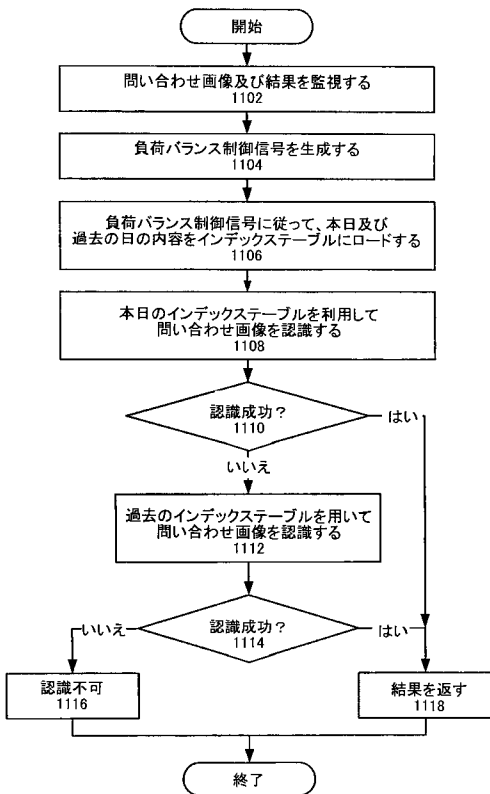 開始
問い合わせ画像及び結果を監視する
1102
負荷バランス制御信号を生成する
1104
負荷バランス制御信号に従って、本日及び
過去の日の内容をインデックステーブルにロードする
1106
本日のインデックステーブルを利用して
問い合わせ画像を認識する
1108
認識成功?
1110
はい
いいえ
過去のインデックステーブルを用いて
問い合わせ画像を認識する
1112
いいえ
認識成功?
1114
はい
認識不可
1116
結果を返す
1118
終了